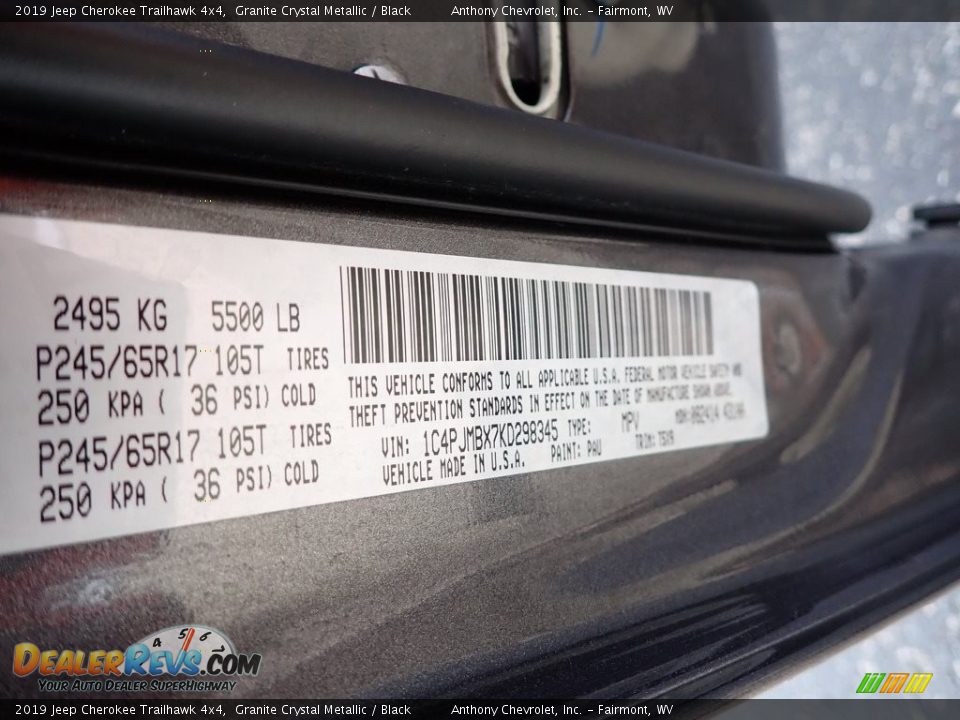 2019 Jeep Cherokee Trailhawk 4x4, Granite Crystal Metallic / Black Anthony Chevrolet, Inc. - Fairmont, WV
2495 KG 5500 LB
P245/65R17 105T TIRES
250 KPA ( 36 PSI) COLD
P245/65R17 105T TIRES
250 KPA ( 36 PSI) COLD
THIS VEHICLE CONFORMS TO ALL APPLICABLE U.S.A. FEDERAL MOTOR VEHICLE SAFETY AND
THEFT PREVENTION STANDARDS IN EFFECT ON THE DATE OF MANUFACTURE SHOWN ABOVE.
VIN: 1C4PJMBX7KD298345 TYPE: MPV
VEHICLE MADE IN U.S.A. PAINT: PAU TRIM:
4 5 6
DEALERREVS.COM
YOUR AUTO DEALER SUPERHIGHWAY
2019 Jeep Cherokee Trailhawk 4x4, Granite Crystal Metallic / Black Anthony Chevrolet, Inc. - Fairmont, WV